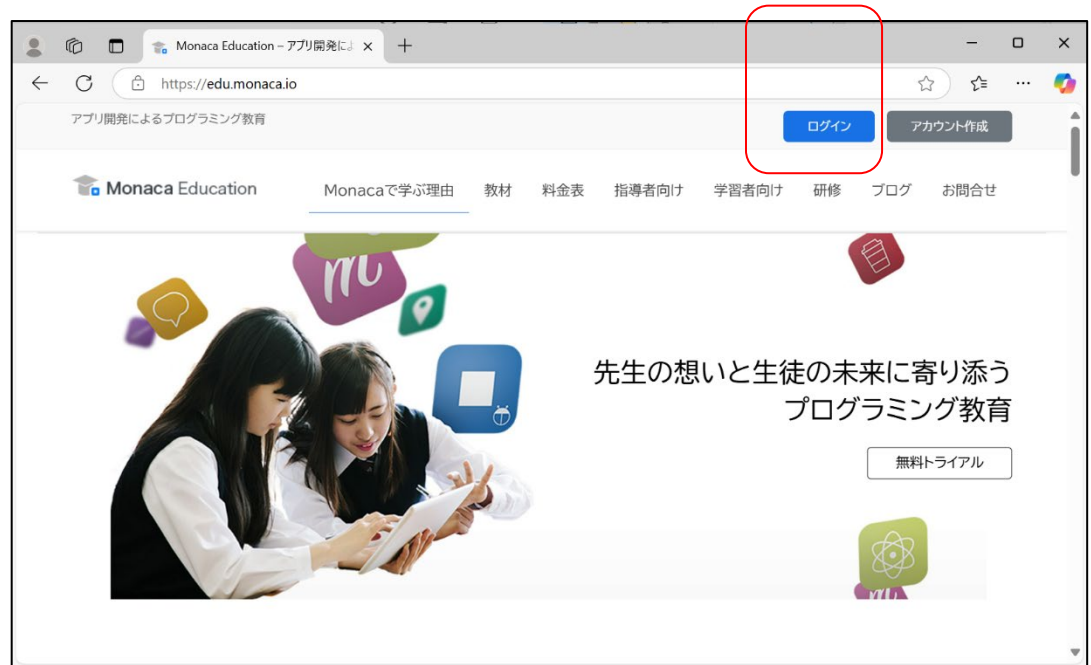 Monaca Education – アプリ開発によ
https://edu.monaca.io
アプリ開発によるプログラミング教育
ログイン
アカウント作成
Monaca Education
Monacaで学ぶ理由 教材 料金表 指導者向け 学習者向け 研修 ブログ お問合せ
m
先生の想いと生徒の未来に寄り添う
プログラミング教育
無料トライアル
m